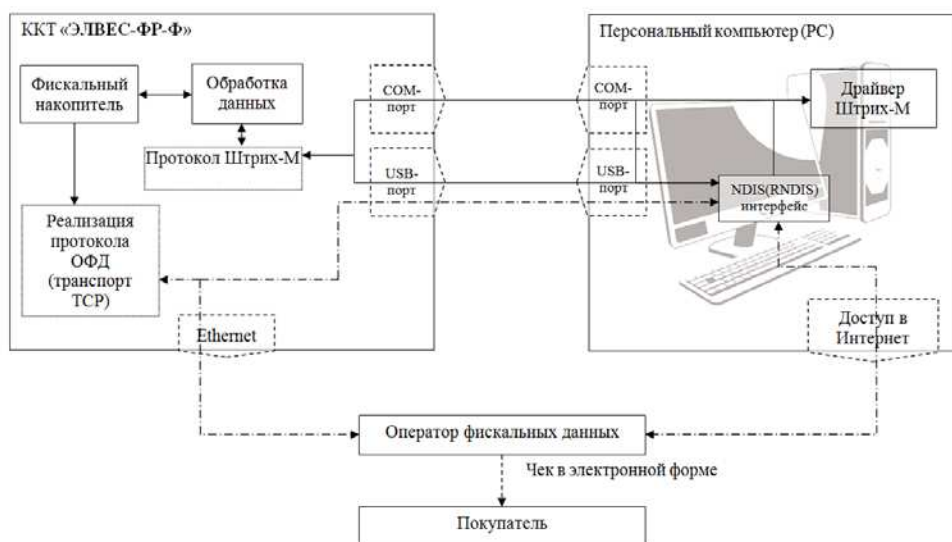 ККТ «ЭЛВЕС-ФР-Ф»
Фискальный
накопитель
Обработка
данных
Протокол Штрих-М
Реализация
протокола
ОФД
(транспорт
TCP)
COM-
порт
USB-
порт
Ethernet
Персональный компьютер (PC)
COM-
порт
USB-
порт
Драйвер
Штрих-М
NDIS(RNDIS)
интерфейс
Доступ в
Интернет
Оператор фискальных данных
Чек в электронной форме
Покупатель